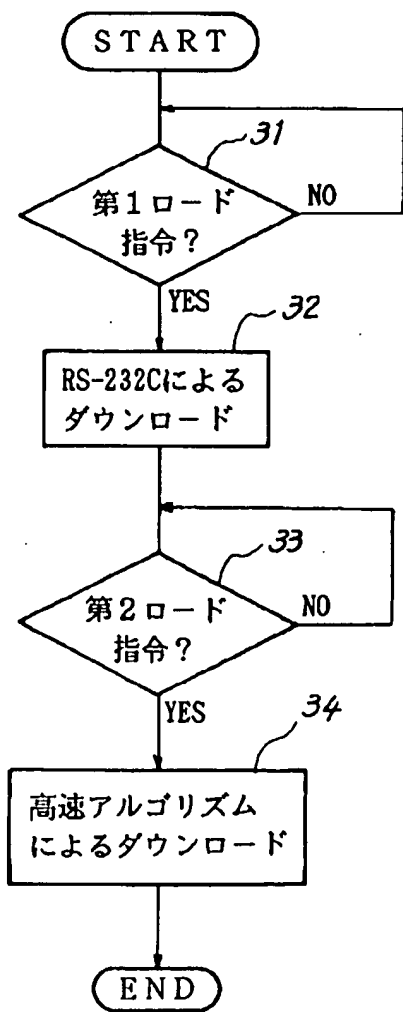 START
31
第1ロード
指令?
NO
YES
32
RS-232Cによる
ダウンロード
33
第2ロード
指令?
NO
YES
34
高速アルゴリズム
によるダウンロード
END